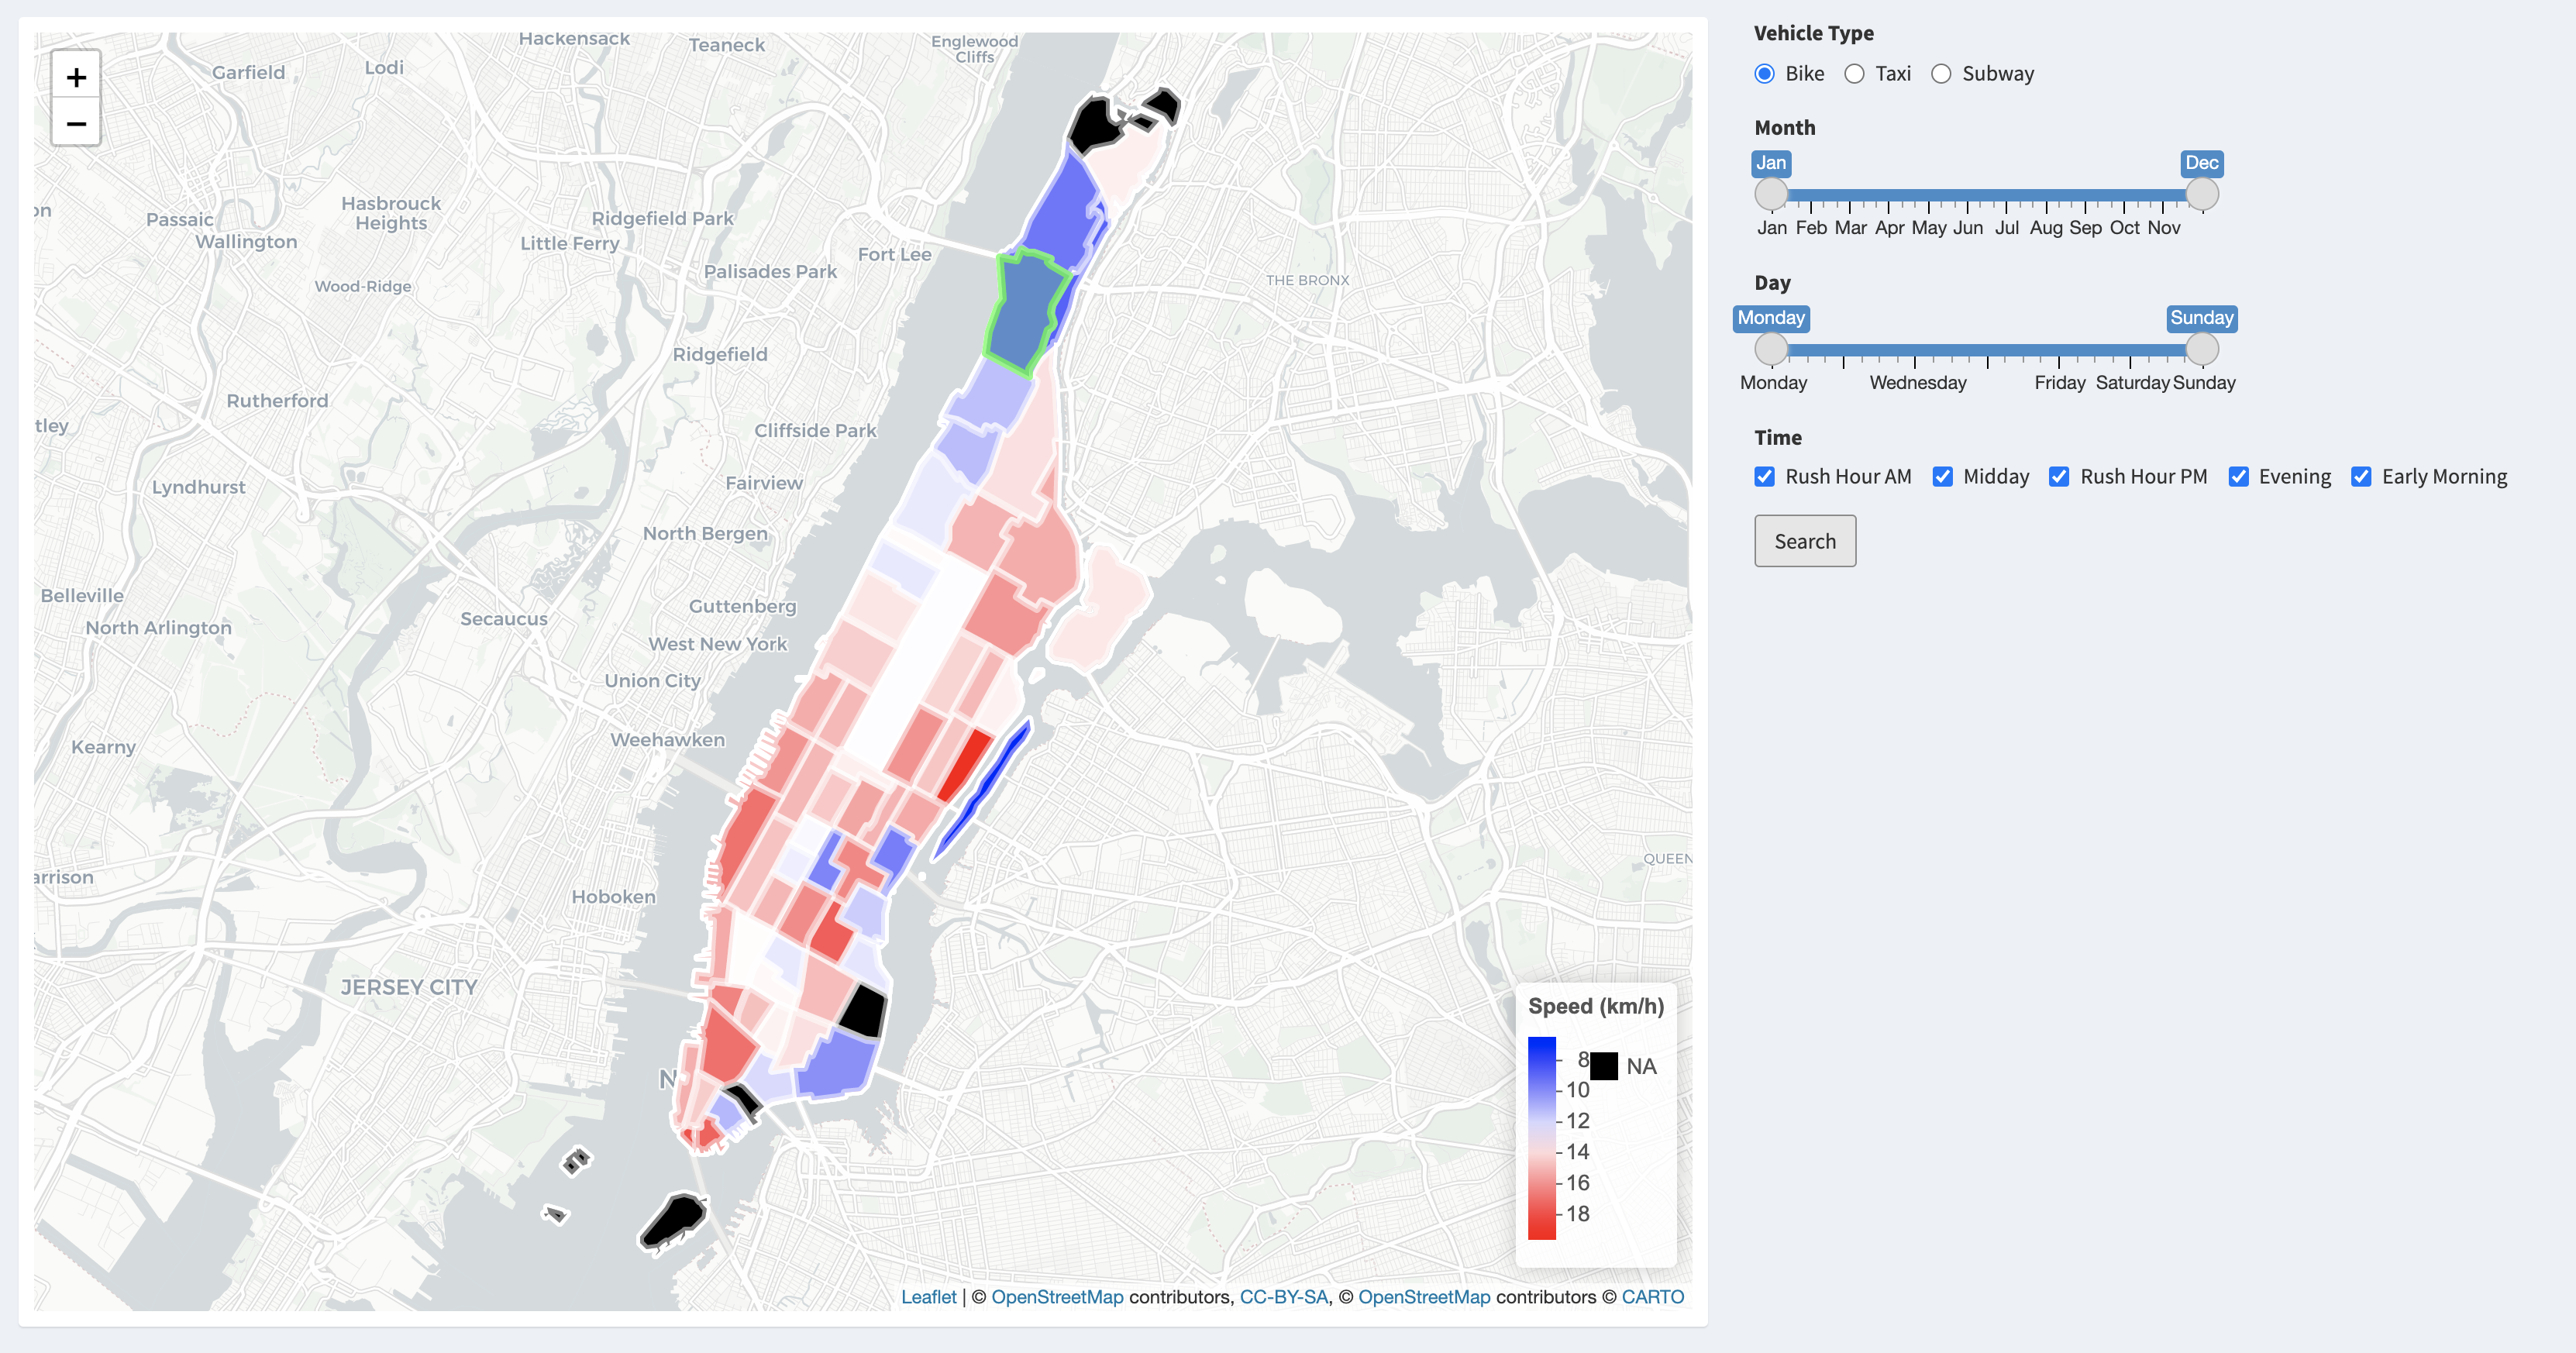 Hackensack
Teaneck
Englewood
Cliffs
Garfield
Lodi
+
−
on
Passaic
Hasbrouck
Heights
Ridgefield Park
Wallington
Little Ferry
Fort Lee
Palisades Park
Wood-Ridge
THE BRONX
Ridgefield
Rutherford
tley
Cliffside Park
Lyndhurst
Fairview
North Bergen
Belleville
Guttenberg
North Arlington
Secaucus
West New York
Union City
Kearny
Weehawken
QUEEN
arrison
Hoboken
JERSEY CITY
N
Speed (km/h)
8
NA
10
12
14
16
18
Leaflet | © OpenStreetMap contributors, CC-BY-SA, © OpenStreetMap contributors © CARTO
Vehicle Type
Bike Taxi Subway
Month
Jan Dec
Jan Feb Mar Apr May Jun Jul Aug Sep Oct Nov
Day
Monday Sunday
Monday Wednesday Friday Saturday Sunday
Time
Rush Hour AM Midday Rush Hour PM Evening Early Morning
Search